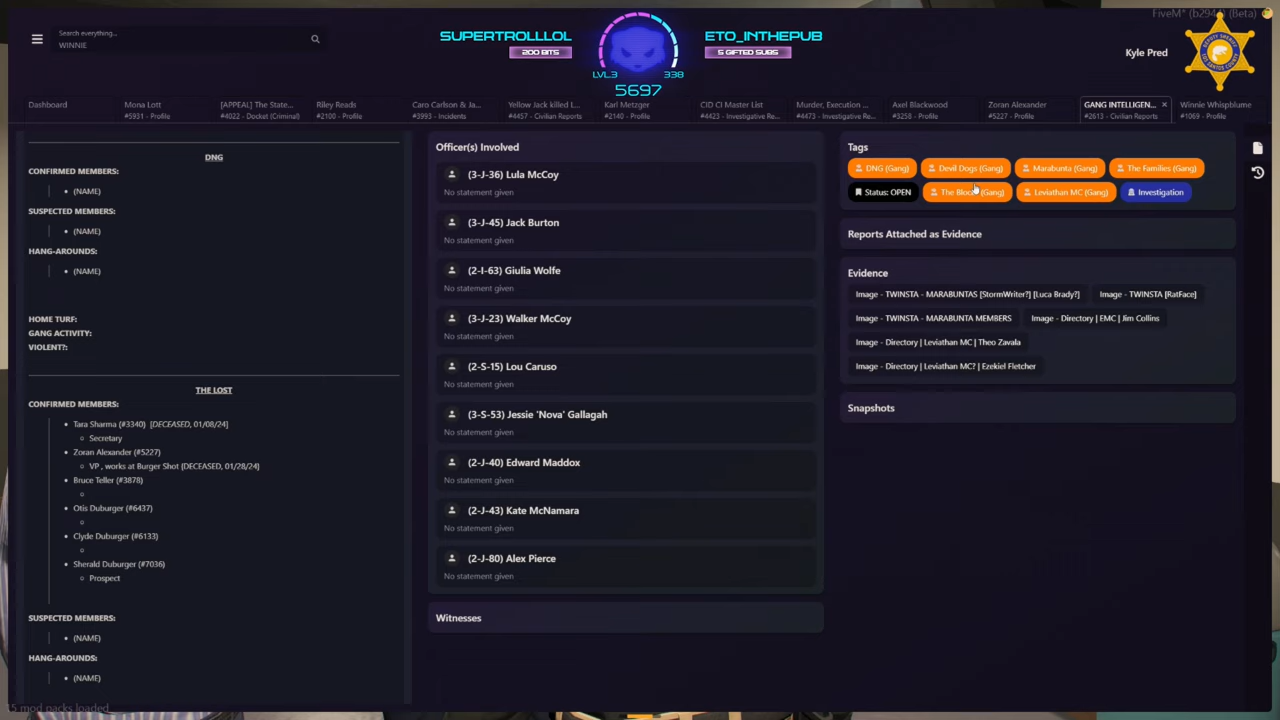 FiveM* (b294 (Beta)
Search everything...
WINNIE
SUPERTROLLLOL
200 BITS
LVL3
338
5697
ETO_INTHEPUB
5 GIFTED SUBS
Kyle Pred
Dashboard
Mona Lott
#5931 - Profile
[APPEAL] The State...
#4022 - Docket (Criminal)
Riley Reads
#2100 - Profile
Caro Carlson & Ja...
#5993 - Incidents
Yellow Jack killed I...
#4457 - Civilian Reports
Karl Metzger
#2140 - Profile
CID CI Master List
#4423 - Investigative Re...
Murder, Execution ...
#4473 - Investigative Re...
Axel Blackwood
#3258 - Profile
Zoran Alexander
#5227 - Profile
GANG INTELLIGEN...
#2613 - Civilian Reports
Winnie Whispblume
#1069 - Profile
DNG
CONFIRMED MEMBERS:
(NAME)
SUSPECTED MEMBERS:
(NAME)
HANG-AROUNDS:
(NAME)
HOME TURF:
GANG ACTIVITY:
VIOLENT?:
THE LOST
CONFIRMED MEMBERS:
Tara Sharma (#3340) [DECEASED, 01/08/24]
Secretary
Zoran Alexander (#5227)
VP , works at Burger Shot [DECEASED, 01/28/24]
Bruce Teller (#3878)
Otis Duburger (#6437)
Clyde Duburger (#6133)
Sherald Duburger (#7036)
Prospect
SUSPECTED MEMBERS:
(NAME)
HANG-AROUNDS:
(NAME)
5 mod packs loaded
Officer(s) Involved
(3-J-36) Lula McCoy
No statement given
(3-J-45) Jack Burton
No statement given
(2-I-63) Giulia Wolfe
No statement given
(3-J-23) Walker McCoy
No statement given
(2-S-15) Lou Caruso
No statement given
(3-S-53) Jessie 'Nova' Gallagah
No statement given
(2-J-40) Edward Maddox
No statement given
(2-J-43) Kate McNamara
No statement given
(2-J-80) Alex Pierce
No statement given
Witnesses
Tags
DNG (Gang)
Devil Dogs (Gang)
Marabunta (Gang)
The Families (Gang)
Status: OPEN
The (Gang)
Leviathan MC (Gang)
Investigation
Reports Attached as Evidence
Evidence
Image - TWINSTA - MARABUNTAS [StormWriter?] [Luca Brady?]
Image - TWINSTA [RatFace]
Image - TWINSTA - MARABUNTA MEMBERS
Image - Directory | EMC | Jim Collins
Image - Directory | Leviathan MC | Theo Zavala
Image - Directory | Leviathan MC? | Ezekiel Fletcher
Snapshots